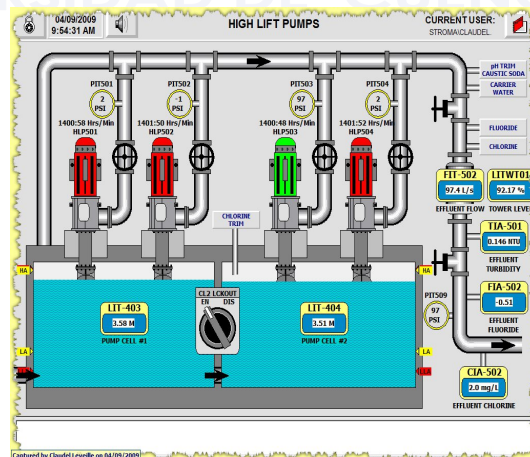 04/09/2009
9:54:31 AM
HIGH LIFT PUMPS
CURRENT USER:
STROMA\CLAUDEL
PIT501
2
PSI
PIT502
-1
PSI
PIT503
97
PSI
PIT504
2
PSI
1400:58 Hrs/Min
HLP501
1401:50 Hrs/Min
HLP502
1400:48 Hrs/Min
HLP503
1401:52 Hrs/Min
HLP504
pH TRIM
CAUSTIC SODA
CARRIER
WATER
FLUORIDE
CHLORINE
FIT-502
97.4 L/s
EFFLUENT FLOW
LITWT01
92.17 %
TOWER LEVE
CHLORINE
TRIM
TIA-501
0.146 NTU
EFFLUENT
TURBIDITY
HA
HA
CL2 LCKOUT
EN DIS
LIT-403
3.58 M
PUMP CELL #1
LIT-404
3.51 M
PUMP CELL #2
PIT509
97
PSI
FIA-502
-0.51
EFFLUENT
FLUORIDE
LA
LA
CIA-502
2.0 mg/L
EFFLUENT CHLORINE
Captured by Claudel Leveille on 04/09/2009